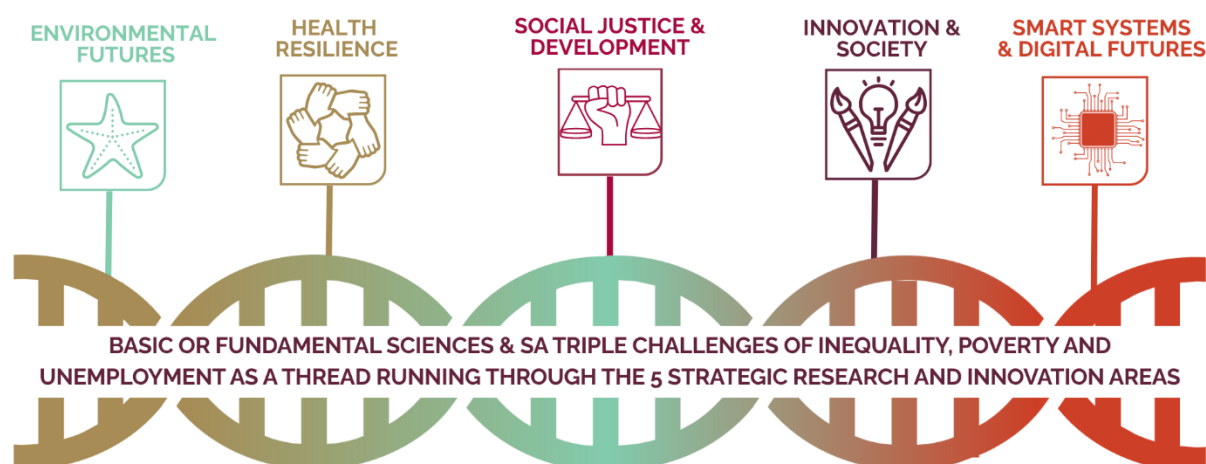 ENVIRONMENTAL
FUTURES
HEALTH
RESILIENCE
SOCIAL JUSTICE &
DEVELOPMENT
INNOVATION &
SOCIETY
SMART SYSTEMS
& DIGITAL FUTURES
BASIC OR FUNDAMENTAL SCIENCES & SA TRIPLE CHALLENGES OF INEQUALITY, POVERTY AND
UNEMPLOYMENT AS A THREAD RUNNING THROUGH THE 5 STRATEGIC RESEARCH AND INNOVATION AREAS